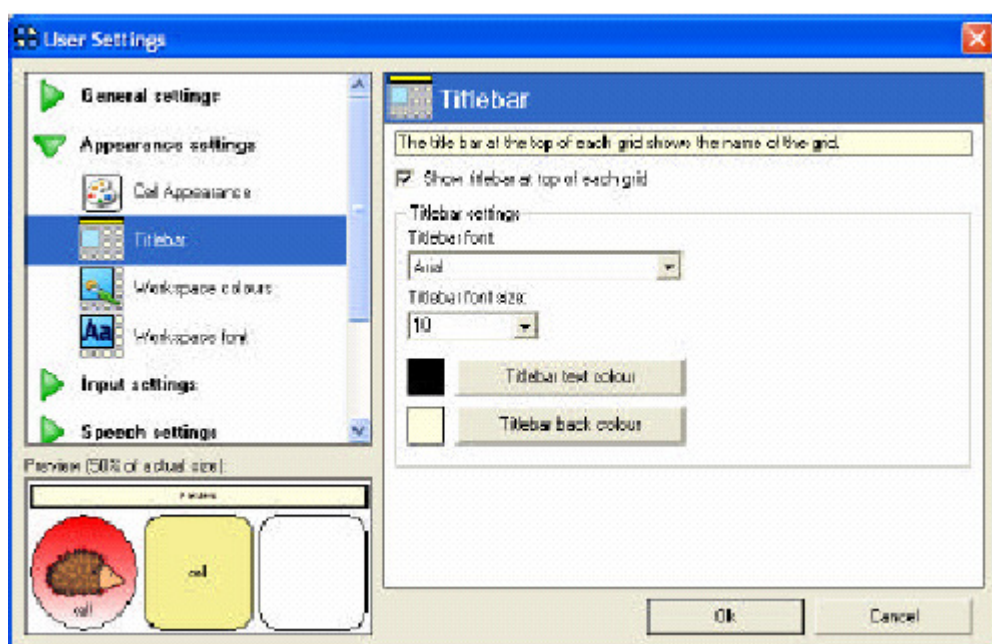 User Settings
General settings
Appearance settings
Cell Appearance
Titlebar
Workspace colours
Workspace font
Input settings
Speech settings
Preview (50% of actual size):
Preview
cell
cell
Titlebar
The title bar at the top of each grid shows the name of the grid.
Show titlebar at top of each grid
Titlebar settings
Titlebar font:
Arial
Titlebar font size:
10
Titlebar text colour
Titlebar back colour
Ok
Cancel